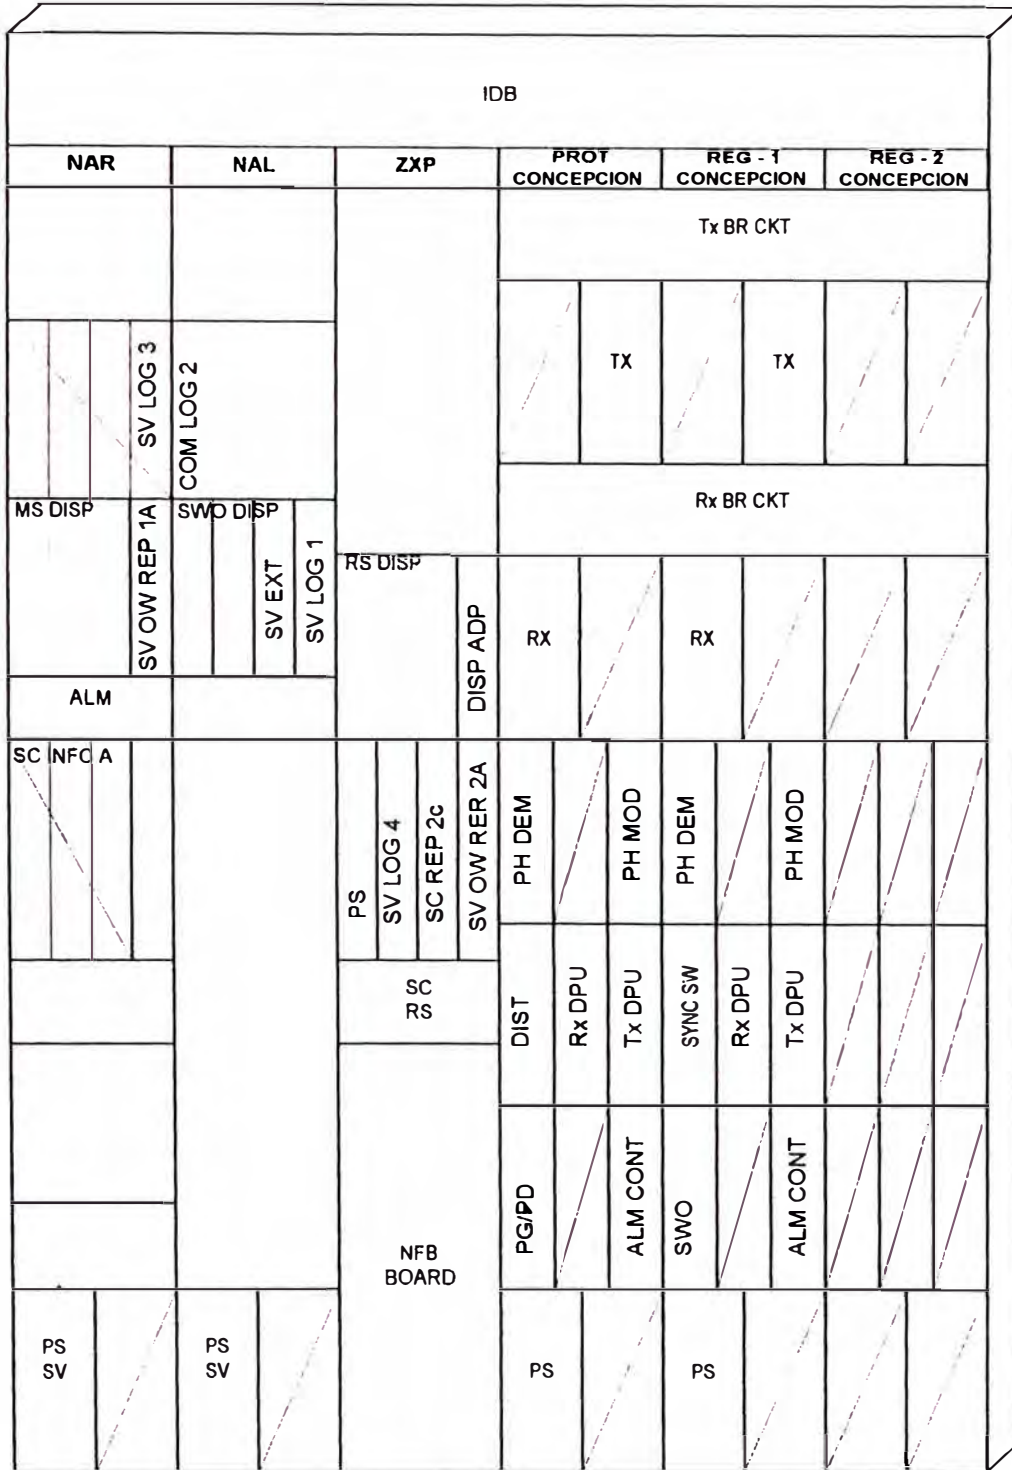 IDB
NAR
NAL
ZXP
PROT
CONCEPCION
REG - 1
CONCEPCION
REG - 2
CONCEPCION
Tx BR CKT
TX
TX
SV LOG 3
COM LOG 2
Rx BR CKT
MS DISP
SV OW REP 1A
SWO DISP
SV EXT
SV LOG 1
RS DISP
DISP ADP
RX
RX
ALM
SC NFC A
PS
SV LOG 4
SC REP 2c
SV OW RER 2A
PH DEM
PH MOD
PH DEM
PH MOD
SC
RS
DIST
Rx DPU
Tx DPU
SYNC SW
Rx DPU
Tx DPU
PG/PD
ALM CONT
SWO
ALM CONT
NFB
BOARD
PS
SV
PS
SV
PS
PS